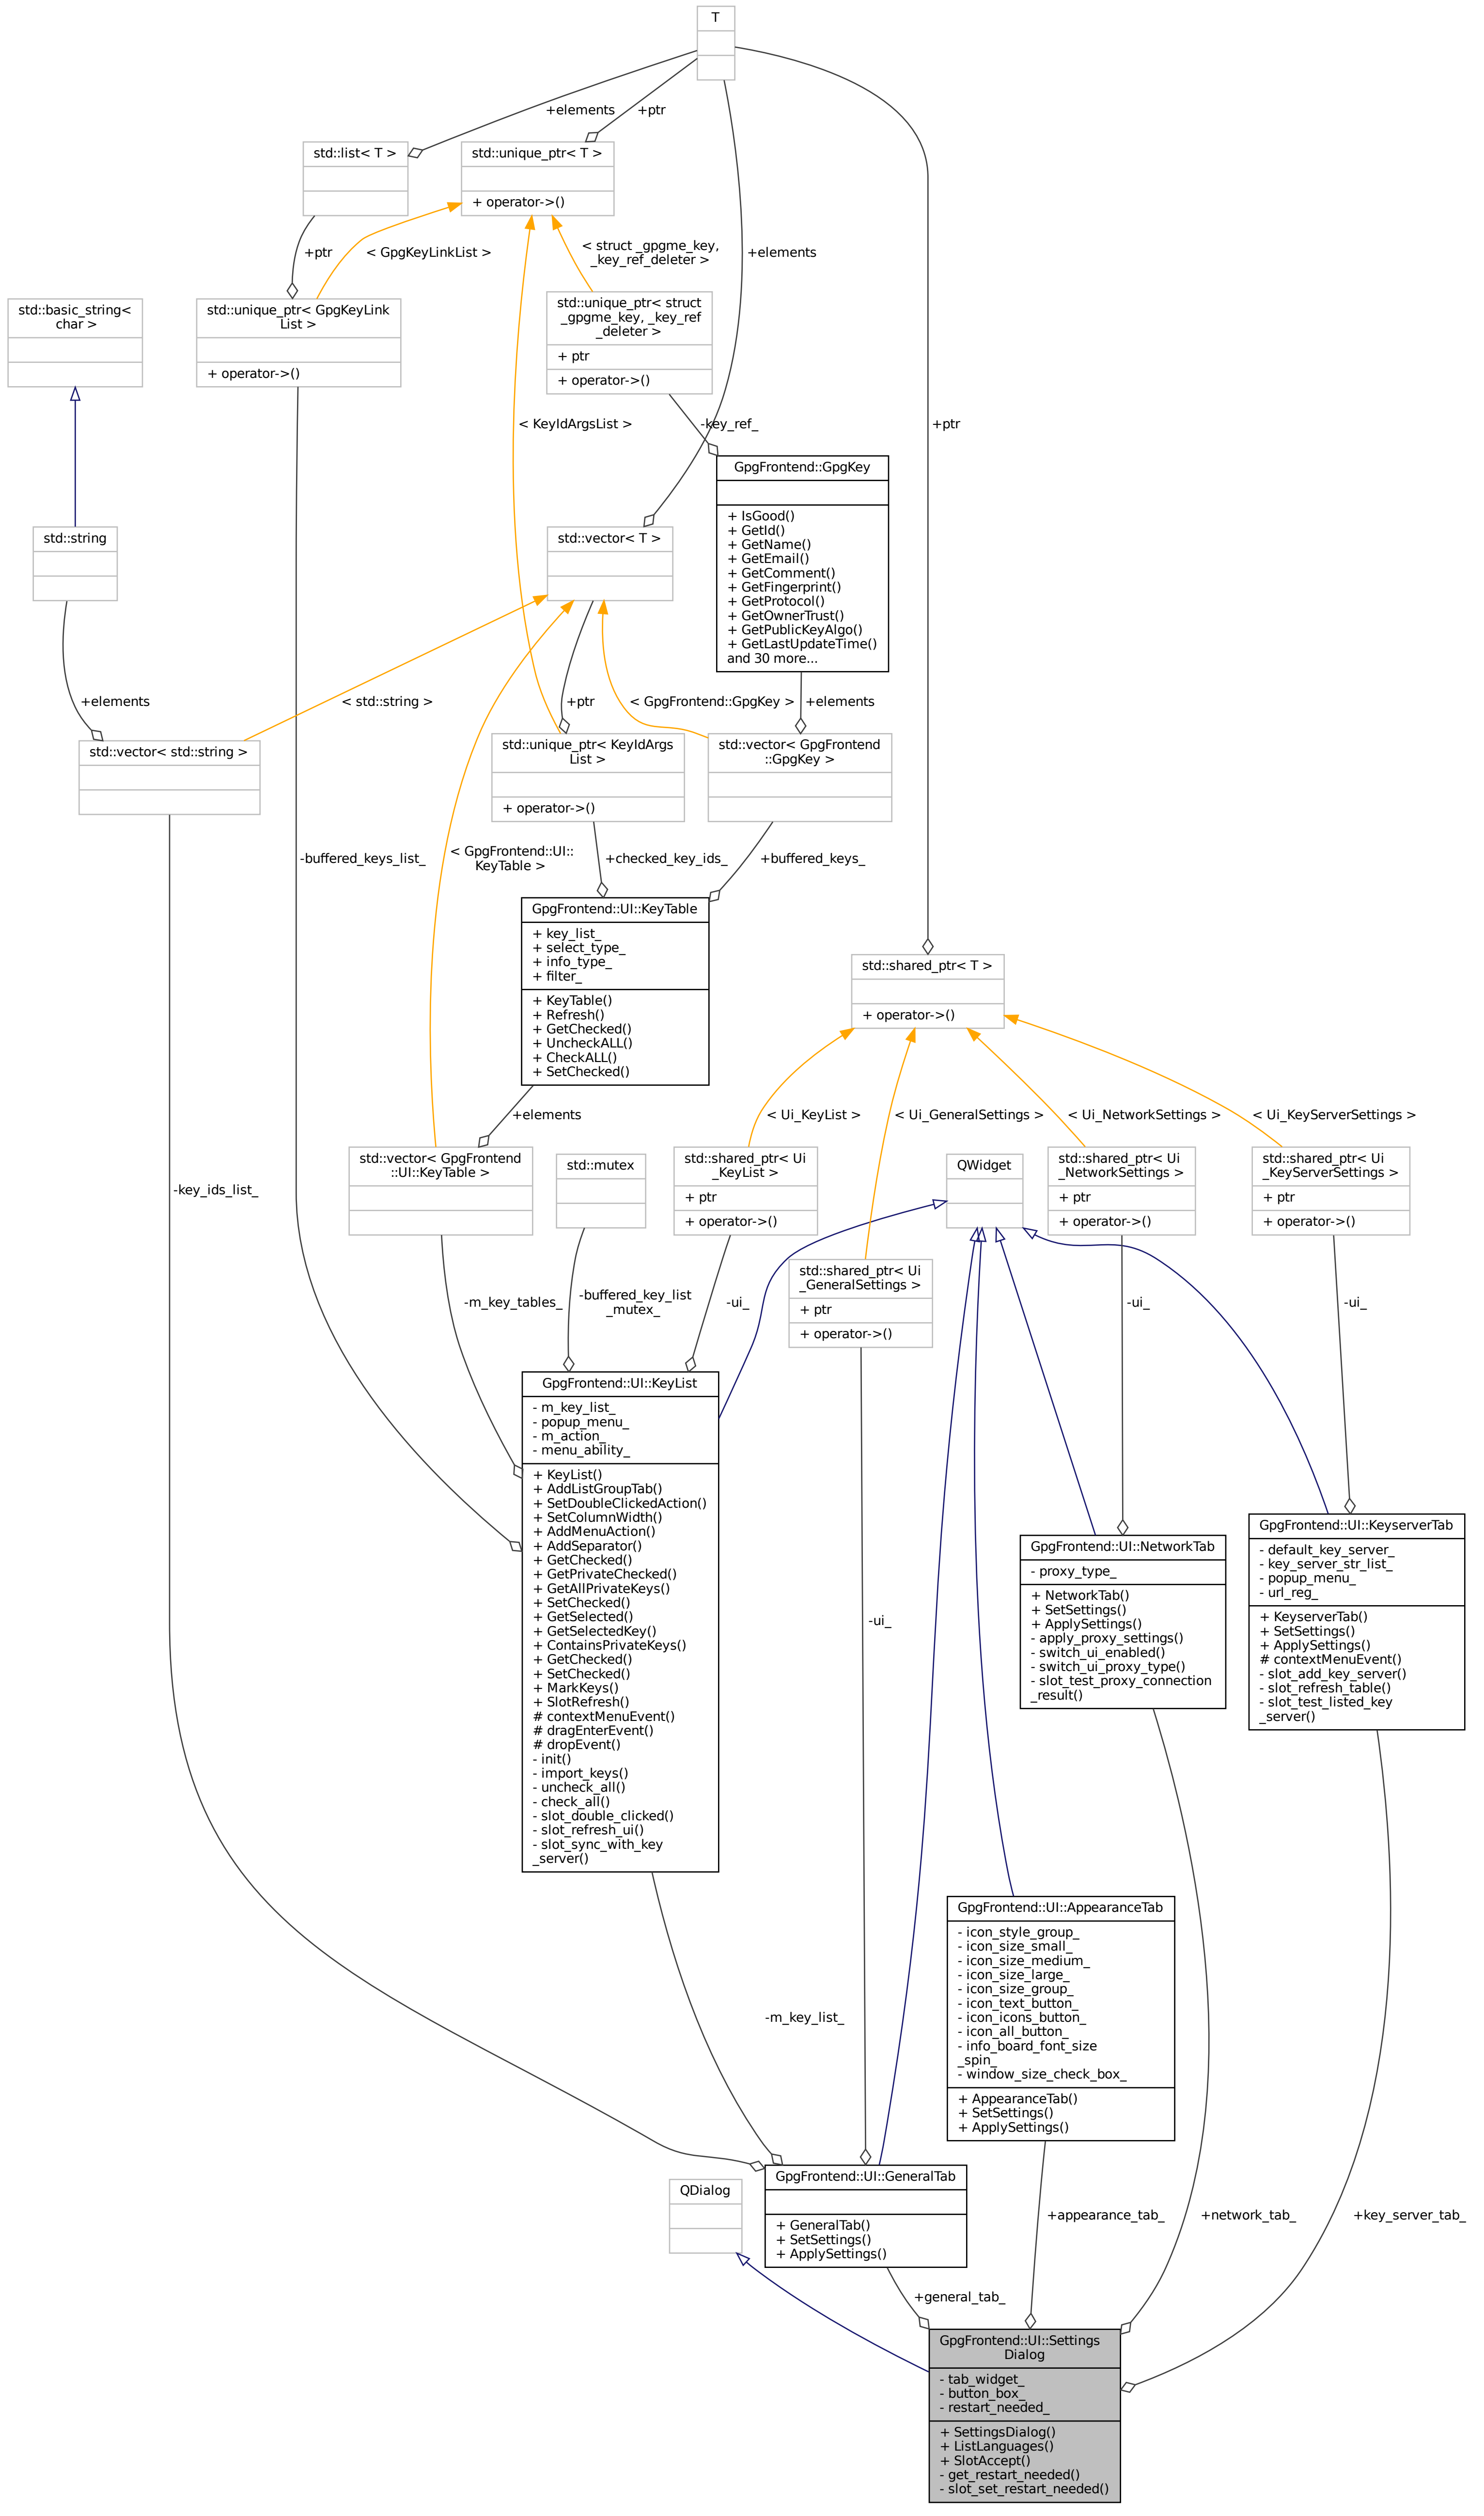 T
+elements
+ptr
std::list< T >
std::unique_ptr< T >
+ operator->()
+ptr
< GpgKeyLinkList >
< struct _gpgme_key,
_key_ref_deleter >
+elements
std::basic_string<
char >
std::unique_ptr< GpgKeyLink
List >
+ operator->()
std::unique_ptr< struct
_gpgme_key, _key_ref
_deleter >
+ ptr
+ operator->()
< KeyIdArgsList >
-key_ref_
+ptr
GpgFrontend::GpgKey
+ IsGood()
+ GetId()
+ GetName()
+ GetEmail()
+ GetComment()
+ GetFingerprint()
+ GetProtocol()
+ GetOwnerTrust()
+ GetPublicKeyAlgo()
+ GetLastUpdateTime()
and 30 more...
std::string
std::vector< T >
+elements
< std::string >
+ptr
< GpgFrontend::GpgKey >
+elements
std::vector< std::string >
std::unique_ptr< KeyIdArgs
List >
+ operator->()
std::vector< GpgFrontend
::GpgKey >
-buffered_keys_list_
< GpgFrontend::UI::
KeyTable >
+checked_key_ids_
+buffered_keys_
GpgFrontend::UI::KeyTable
+ key_list_
+ select_type_
+ info_type_
+ filter_
+ KeyTable()
+ Refresh()
+ GetChecked()
+ UncheckALL()
+ CheckALL()
+ SetChecked()
std::shared_ptr< T >
+ operator->()
+elements
< Ui_KeyList >
< Ui_GeneralSettings >
< Ui_NetworkSettings >
< Ui_KeyServerSettings >
-key_ids_list_
std::vector< GpgFrontend
::UI::KeyTable >
std::mutex
std::shared_ptr< Ui
_KeyList >
+ ptr
+ operator->()
QWidget
std::shared_ptr< Ui
_NetworkSettings >
+ ptr
+ operator->()
std::shared_ptr< Ui
_KeyServerSettings >
+ ptr
+ operator->()
std::shared_ptr< Ui
_GeneralSettings >
+ ptr
+ operator->()
-m_key_tables_
-buffered_key_list
_mutex_
-ui_
-ui_
-ui_
GpgFrontend::UI::KeyList
- m_key_list_
- popup_menu_
- m_action_
- menu_ability_
+ KeyList()
+ AddListGroupTab()
+ SetDoubleClickedAction()
+ SetColumnWidth()
+ AddMenuAction()
+ AddSeparator()
+ GetChecked()
+ GetPrivateChecked()
+ GetAllPrivateKeys()
+ SetChecked()
+ GetSelected()
+ GetSelectedKey()
+ ContainsPrivateKeys()
+ GetChecked()
+ SetChecked()
+ MarkKeys()
+ SlotRefresh()
# contextMenuEvent()
# dragEnterEvent()
# dropEvent()
- init()
- import_keys()
- uncheck_all()
- check_all()
- slot_double_clicked()
- slot_refresh_ui()
- slot_sync_with_key
_server()
-ui_
GpgFrontend::UI::NetworkTab
- proxy_type_
+ NetworkTab()
+ SetSettings()
+ ApplySettings()
- apply_proxy_settings()
- switch_ui_enabled()
- switch_ui_proxy_type()
- slot_test_proxy_connection
_result()
GpgFrontend::UI::KeyserverTab
- default_key_server_
- key_server_str_list_
- popup_menu_
- url_reg_
+ KeyserverTab()
+ SetSettings()
+ ApplySettings()
# contextMenuEvent()
- slot_add_key_server()
- slot_refresh_table()
- slot_test_listed_key
_server()
GpgFrontend::UI::AppearanceTab
- icon_style_group_
- icon_size_small_
- icon_size_medium_
- icon_size_large_
- icon_size_group_
- icon_text_button_
- icon_icons_button_
- icon_all_button_
- info_board_font_size
_spin_
- window_size_check_box_
+ AppearanceTab()
+ SetSettings()
+ ApplySettings()
-m_key_list_
QDialog
GpgFrontend::UI::GeneralTab
+ GeneralTab()
+ SetSettings()
+ ApplySettings()
+appearance_tab_
+network_tab_
+key_server_tab_
+general_tab_
GpgFrontend::UI::Settings
Dialog
- tab_widget_
- button_box_
- restart_needed_
+ SettingsDialog()
+ ListLanguages()
+ SlotAccept()
- get_restart_needed()
- slot_set_restart_needed()